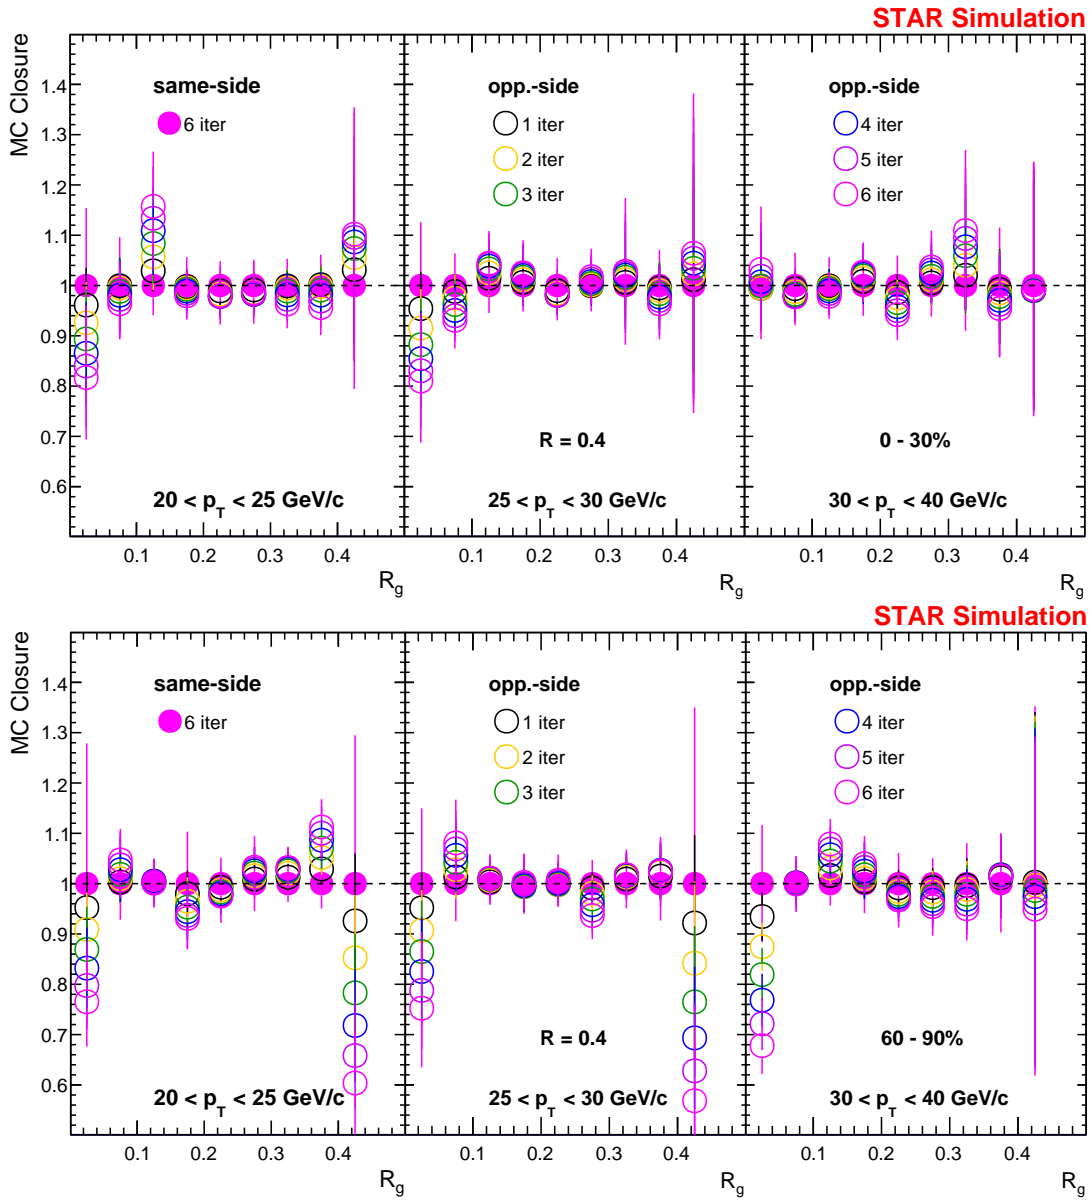 STAR Simulation
MC Closure
1.4
1.3
1.2
1.1
1
0.9
0.8
0.7
0.6
same-side
6 iter
opp.-side
1 iter
2 iter
3 iter
opp.-side
4 iter
5 iter
6 iter
R = 0.4
0 - 30%
20 < p_T < 25 GeV/c
25 < p_T < 30 GeV/c
30 < p_T < 40 GeV/c
0.1 0.2 0.3 0.4
0.1 0.2 0.3 0.4
0.1 0.2 0.3 0.4
R_g
R_g
R_g
STAR Simulation
MC Closure
1.4
1.3
1.2
1.1
1
0.9
0.8
0.7
0.6
same-side
6 iter
opp.-side
1 iter
2 iter
3 iter
opp.-side
4 iter
5 iter
6 iter
R = 0.4
60 - 90%
20 < p_T < 25 GeV/c
25 < p_T < 30 GeV/c
30 < p_T < 40 GeV/c
0.1 0.2 0.3 0.4
0.1 0.2 0.3 0.4
0.1 0.2 0.3 0.4
R_g
R_g
R_g